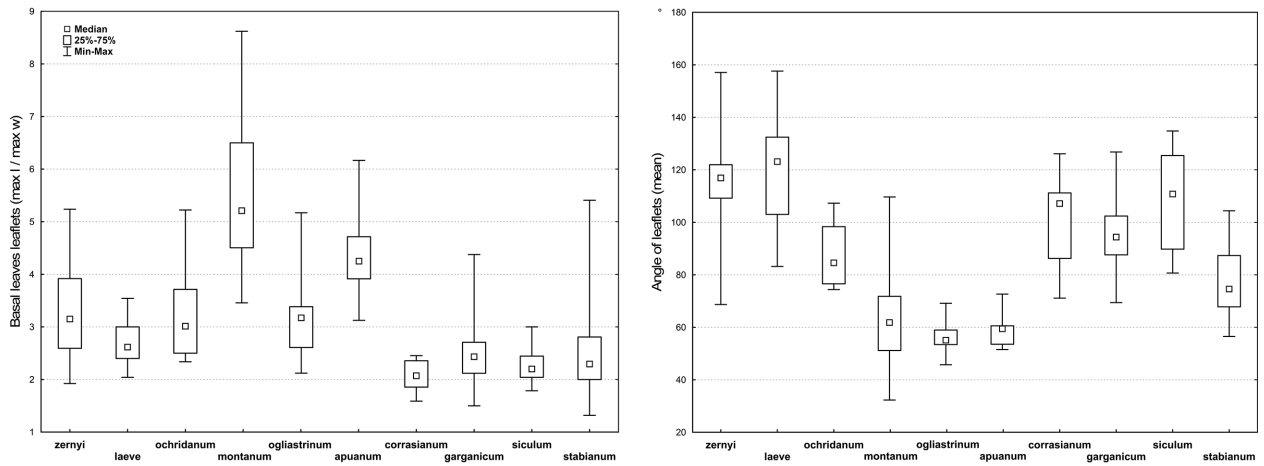 Basal leaves leaflets (max l / max w)
9
8
7
6
5
4
3
2
1
Median
25%-75%
Min-Max
zernyi
laeve
ochridanum
montanum
ogliastrinum
apuanum
corrasianum
garganicum
siculum
stabianum
°
Angle of leaflets (mean)
180
160
140
120
100
80
60
40
20
zernyi
laeve
ochridanum
montanum
ogliastrinum
apuanum
corrasianum
garganicum
siculum
stabianum